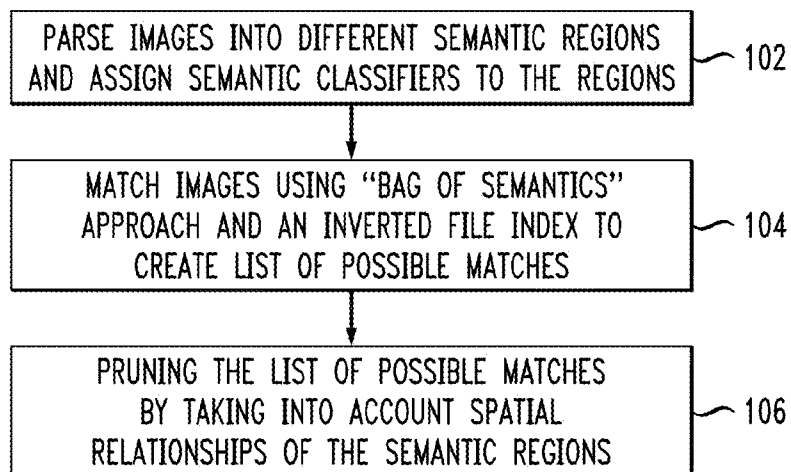 PARSE IMAGES INTO DIFFERENT SEMANTIC REGIONS
AND ASSIGN SEMANTIC CLASSIFIERS TO THE REGIONS
102
MATCH IMAGES USING “BAG OF SEMANTICS”
APPROACH AND AN INVERTED FILE INDEX TO
CREATE LIST OF POSSIBLE MATCHES
104
PRUNING THE LIST OF POSSIBLE MATCHES
BY TAKING INTO ACCOUNT SPATIAL
RELATIONSHIPS OF THE SEMANTIC REGIONS
106